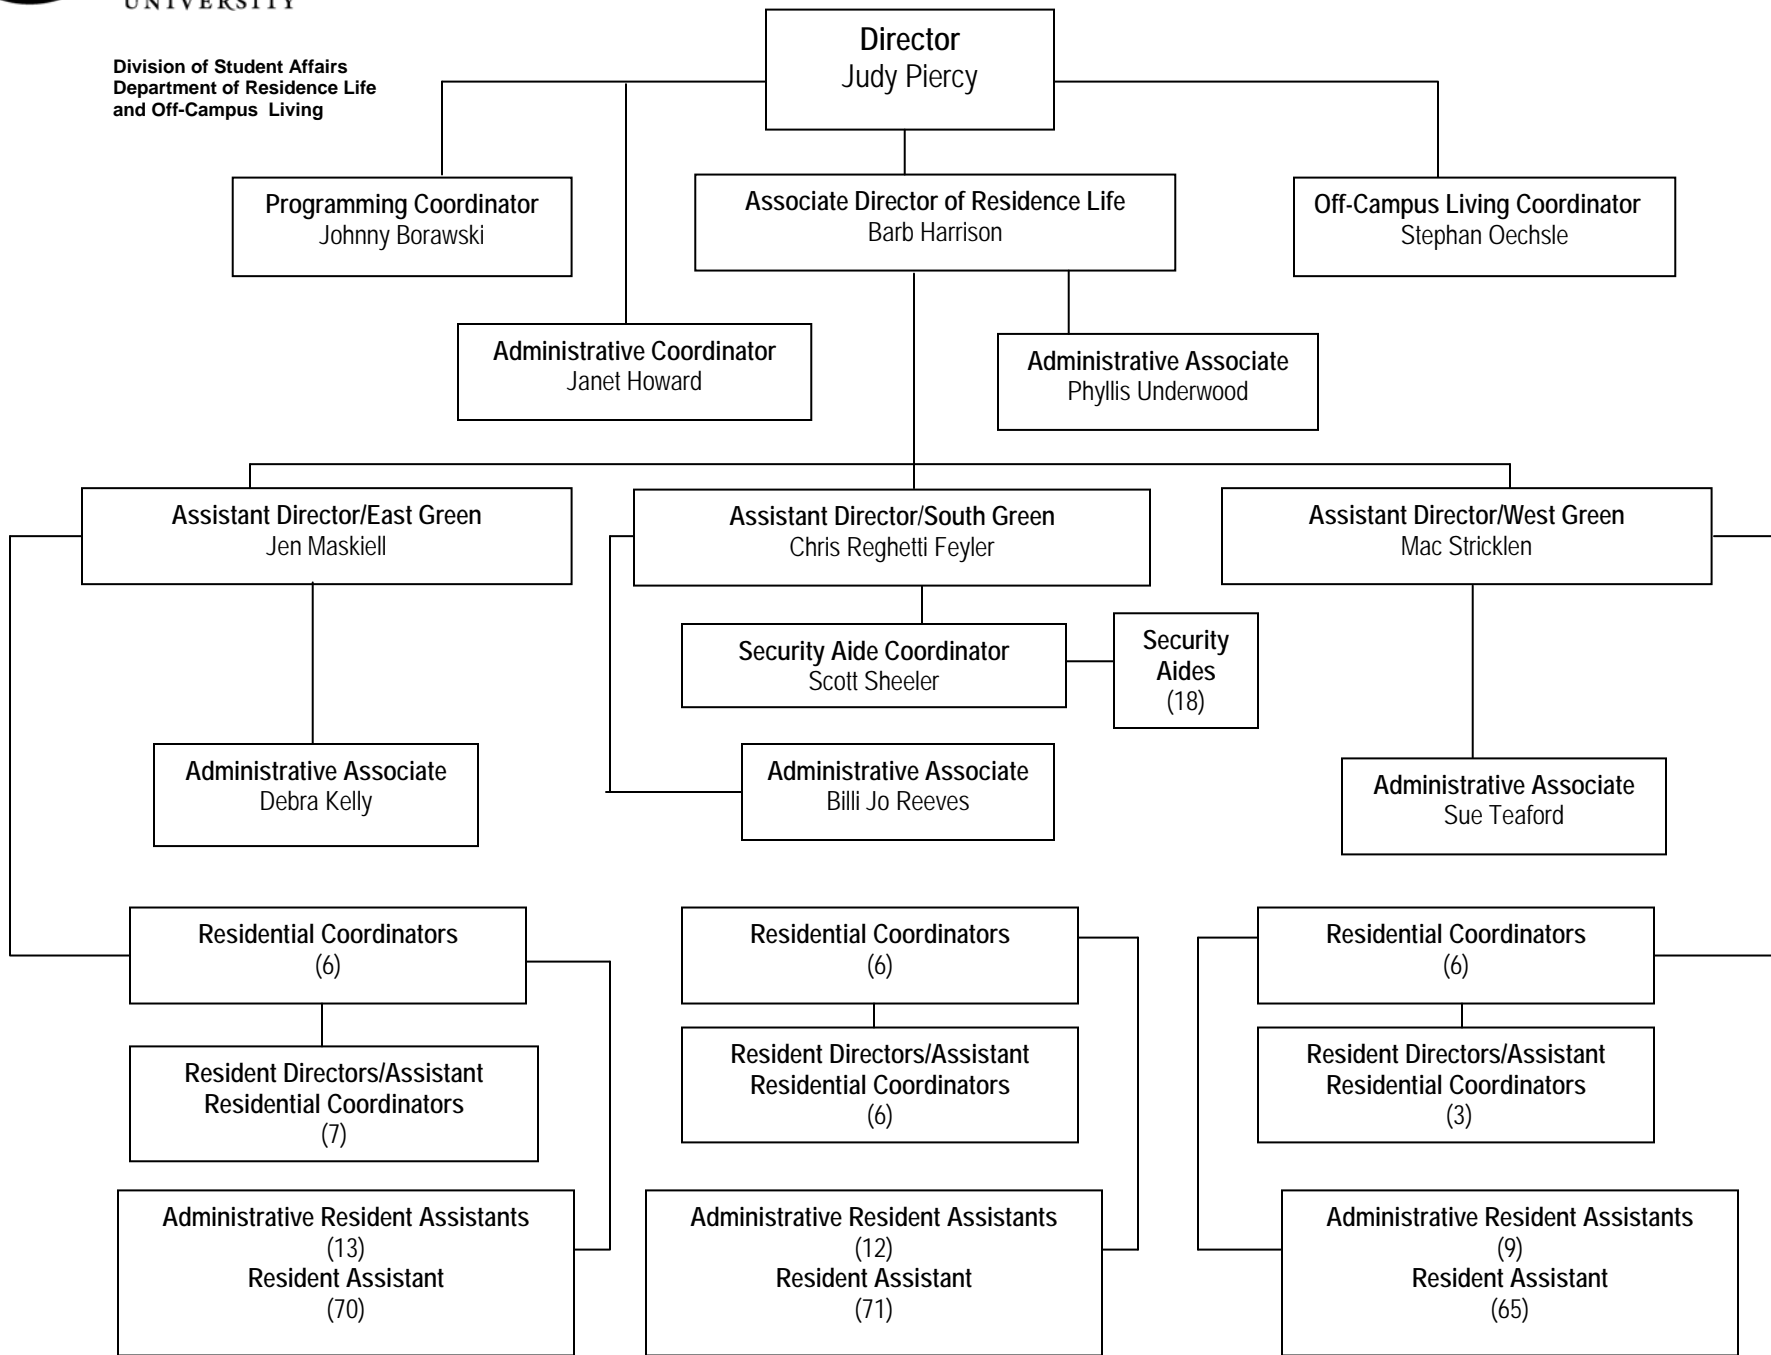 UNIVERSITY
Division of Student Affairs
Department of Residence Life
and Off-Campus Living
Director
Judy Piercy
Programming Coordinator
Johnny Borawski
Associate Director of Residence Life
Barb Harrison
Off-Campus Living Coordinator
Stephan Oechsle
Administrative Coordinator
Janet Howard
Administrative Associate
Phyllis Underwood
Assistant Director/East Green
Jen Maskiell
Assistant Director/South Green
Chris Reghetti Feyler
Assistant Director/West Green
Mac Stricklen
Security Aide Coordinator
Scott Sheeler
Security
Aides
(18)
Administrative Associate
Debra Kelly
Administrative Associate
Billi Jo Reeves
Administrative Associate
Sue Teaford
Residential Coordinators
(6)
Residential Coordinators
(6)
Residential Coordinators
(6)
Resident Directors/Assistant
Residential Coordinators
(7)
Resident Directors/Assistant
Residential Coordinators
(6)
Resident Directors/Assistant
Residential Coordinators
(3)
Administrative Resident Assistants
(13)
Resident Assistant
(70)
Administrative Resident Assistants
(12)
Resident Assistant
(71)
Administrative Resident Assistants
(9)
Resident Assistant
(65)